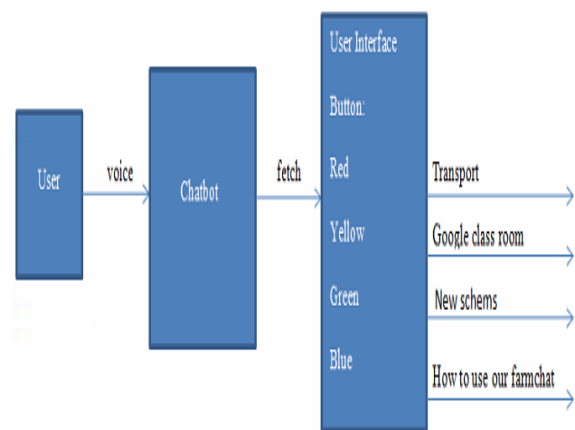 User
voice
Chatbot
fetch
User Interface
Button:
Red
Yellow
Green
Blue
Transport
Google class room
New schems
How to use our farmchat